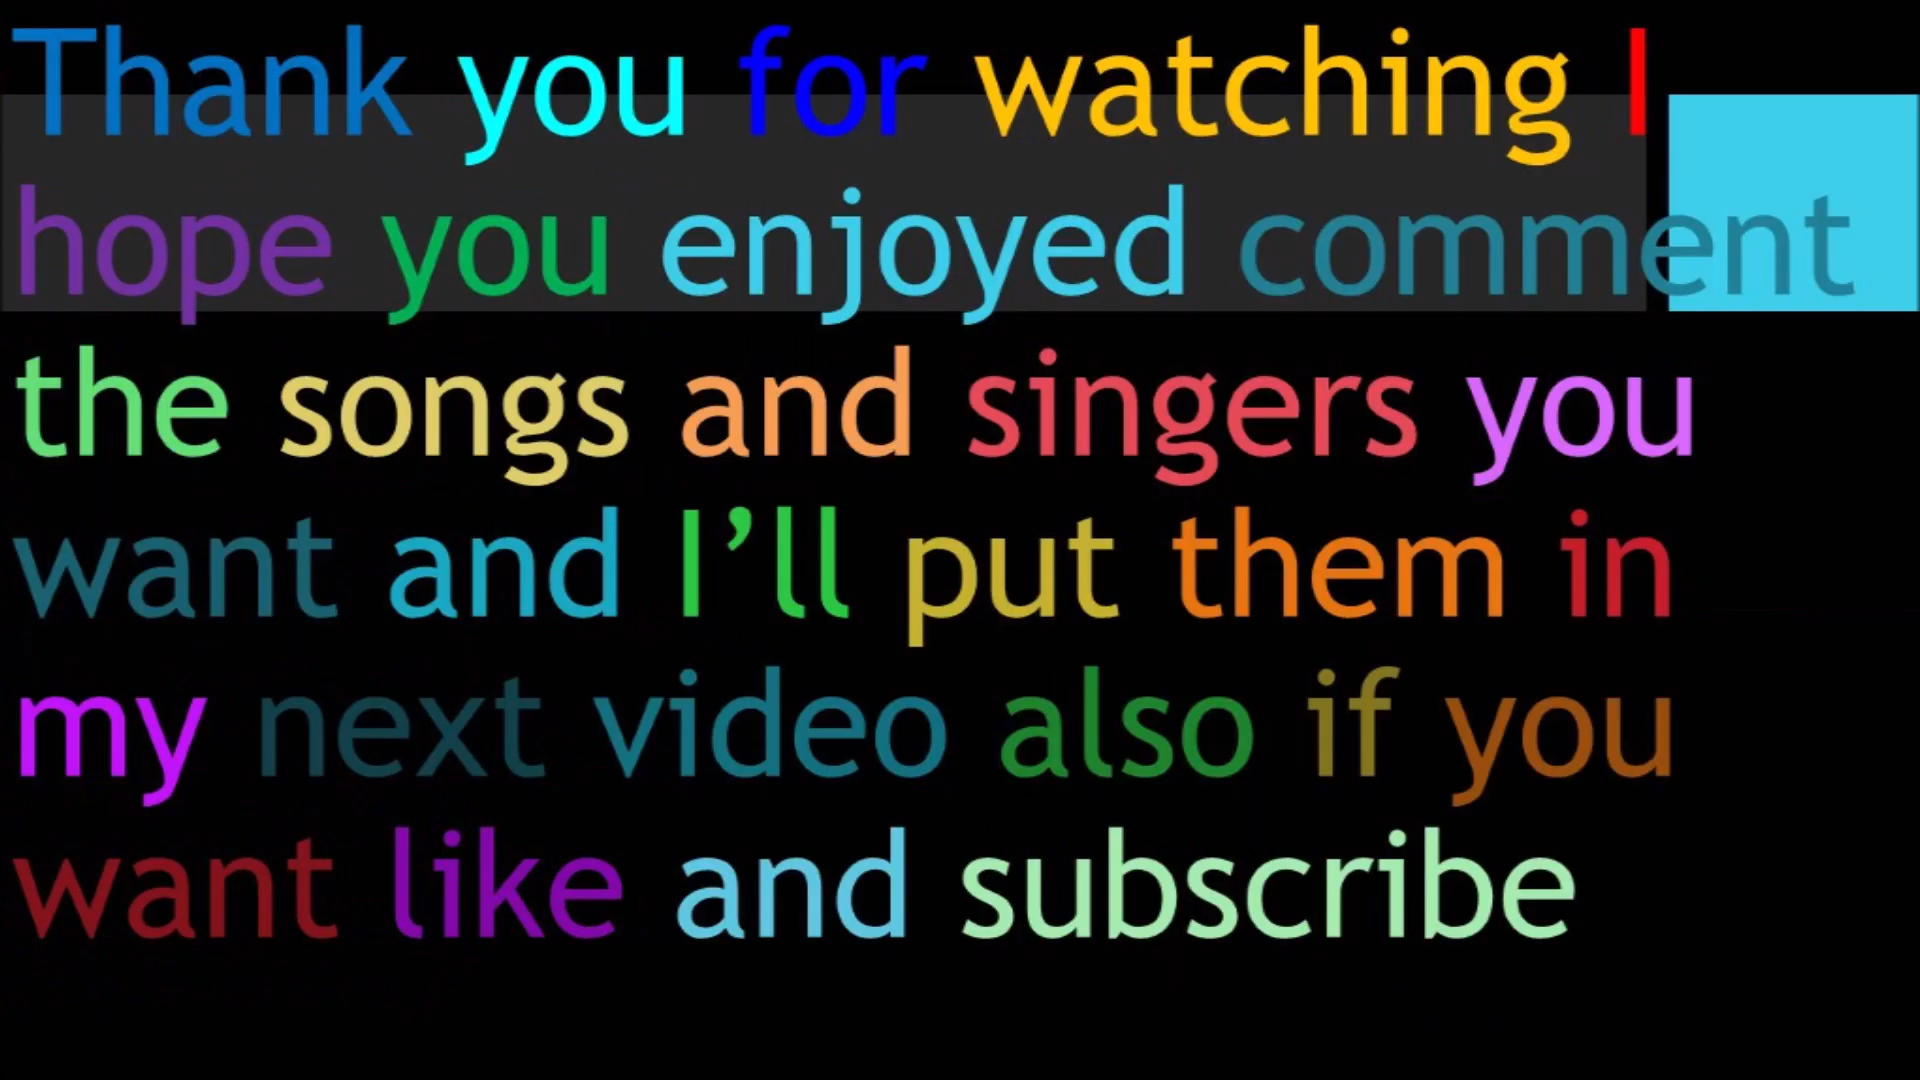 Thank you for watching I
hope you enjoyed comment
the songs and singers you
want and I’ll put them in
my next video also if you
want like and subscribe